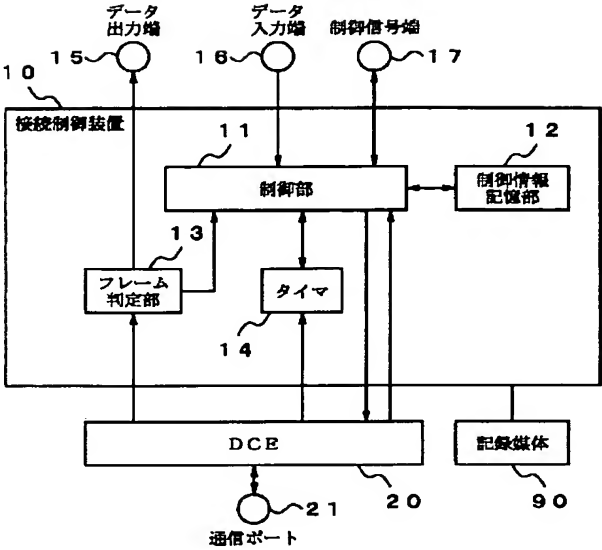 データ
出力端
15
データ
入力端
16
制御信号端
17
10
接続制御装置
11
制御部
12
制御情報
記憶部
13
フレーム
判定部
タイマ
14
DCE
20
記録媒体
90
21
通信ポート